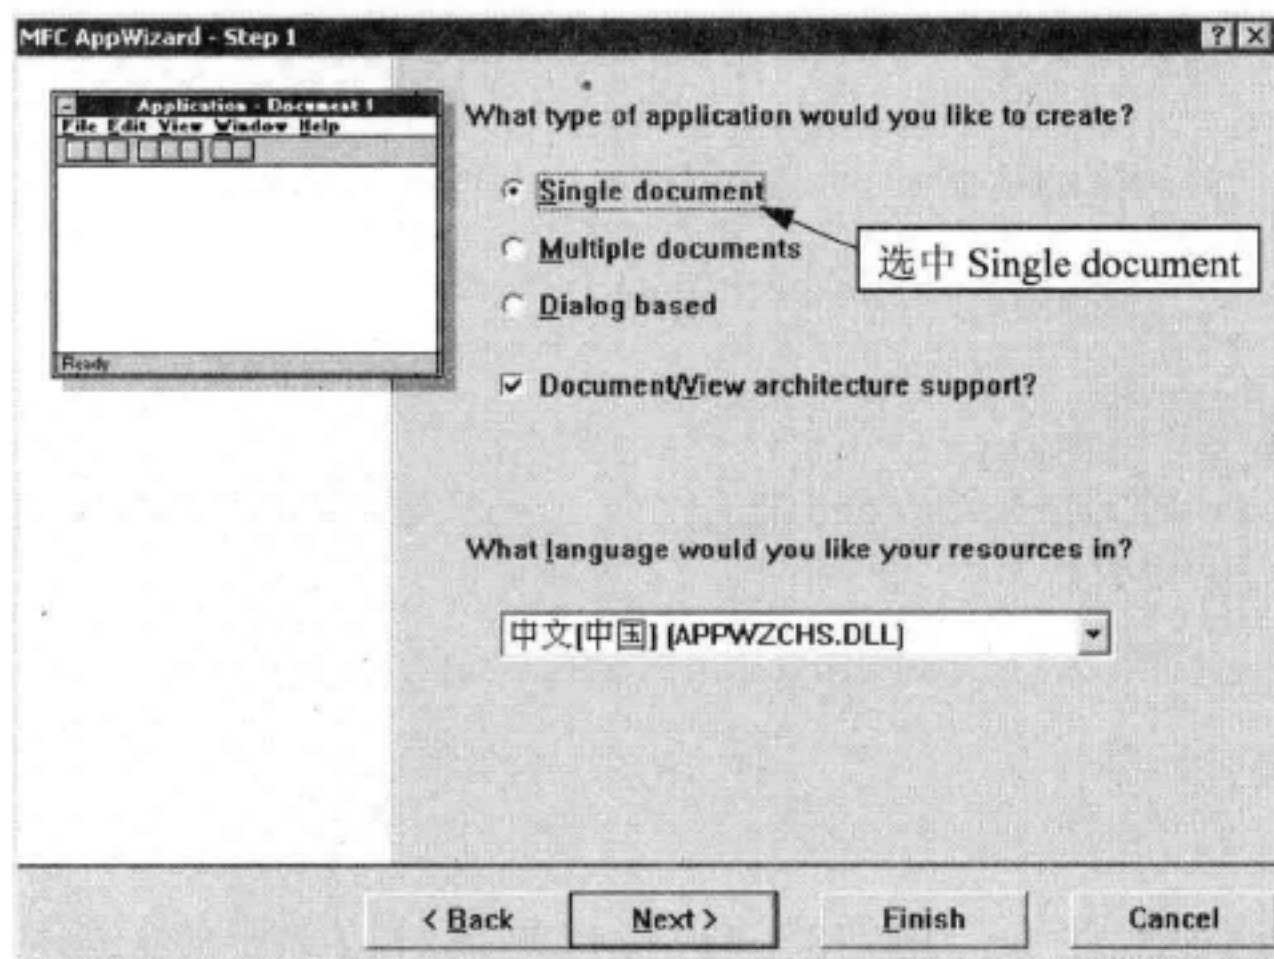 MFC AppWizard - Step 1
? X
Application - Document 1
File Edit View Window Help
Ready
What type of application would you like to create?
Single document
Multiple documents
Dialog based
选中 Single document
Document/View architecture support?
What language would you like your resources in?
中文[中国] (APPWZCHS.DLL)
< Back
Next >
Finish
Cancel